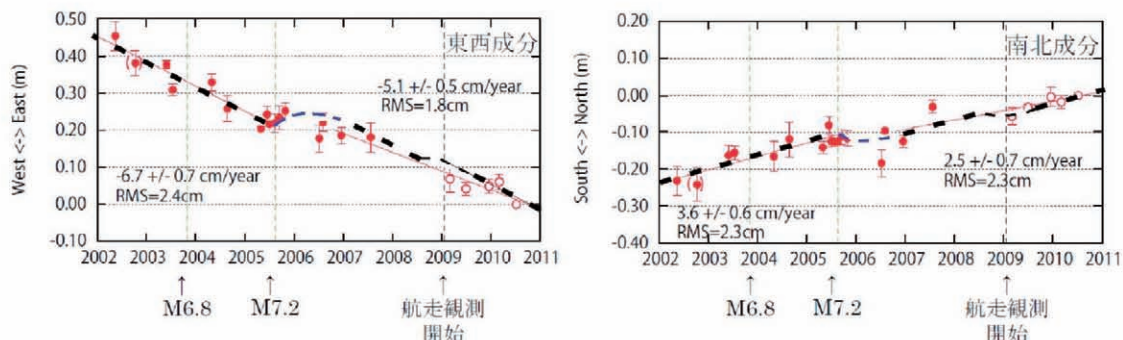 West <-> East (m)
0.50
0.40
0.30
0.20
0.10
0.00
-0.10
東西成分
-5.1 +/- 0.5 cm/year
RMS=1.8cm
-6.7 +/- 0.7 cm/year
RMS=2.4cm
2002 2003 2004 2005 2006 2007 2008 2009 2010 2011
↑ ↑ ↑
M6.8 M7.2 航走観測
開始
South <-> North (m)
0.20
0.10
0.00
-0.10
-0.20
-0.30
-0.40
南北成分
2.5 +/- 0.7 cm/year
RMS=2.3cm
3.6 +/- 0.6 cm/year
RMS=2.3cm
2002 2003 2004 2005 2006 2007 2008 2009 2010 2011
↑ ↑ ↑
M6.8 M7.2 航走観測
開始